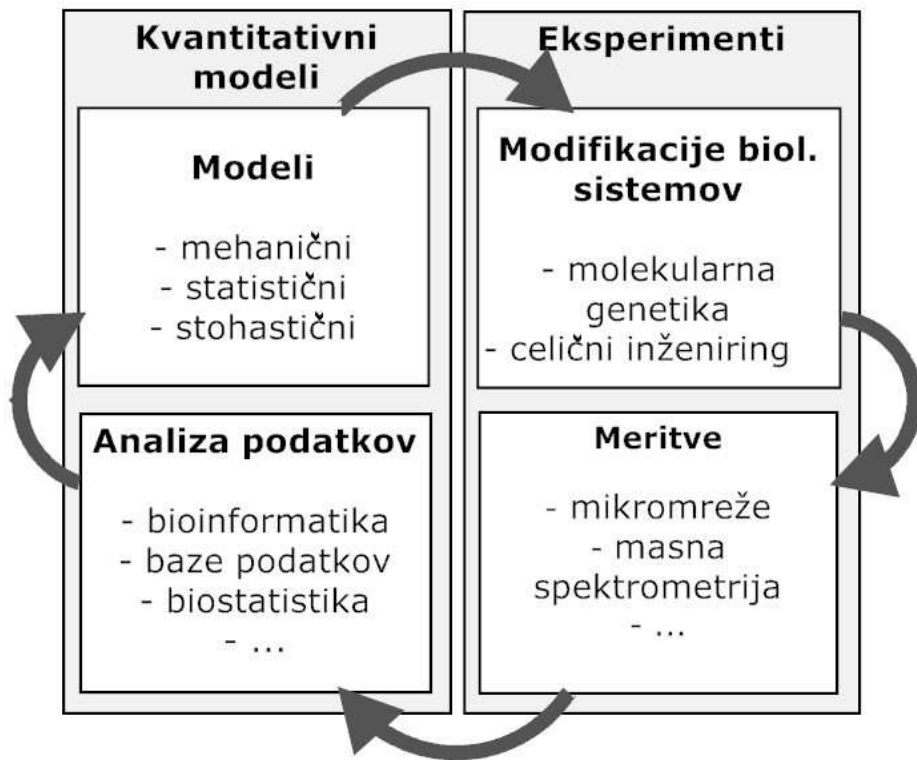 Kvantitativni
modeli
Modeli
- mehanični
- statistični
- stohastični
Analiza podatkov
- bioinformatika
- baze podatkov
- biostatistika
- ...
Eksperimenti
Modifikacije biol.
sistemov
- molekularna
genetika
- celični inženiring
Meritve
- mikromreže
- masna
spektrometrija
- ...